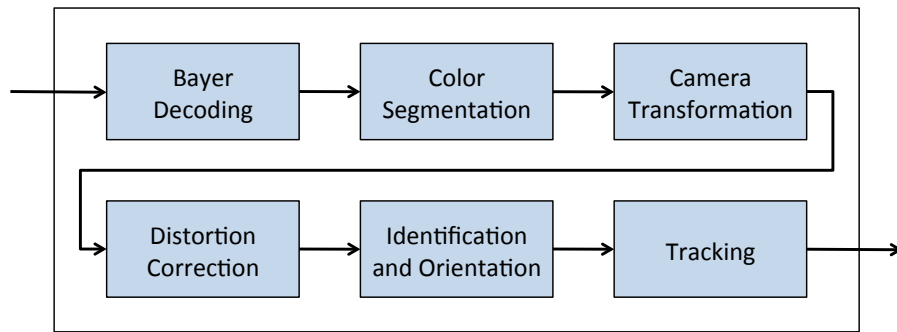 Bayer
Decoding
Color
Segmentation
Camera
Transformation
Distortion
Correction
Identification
and Orientation
Tracking